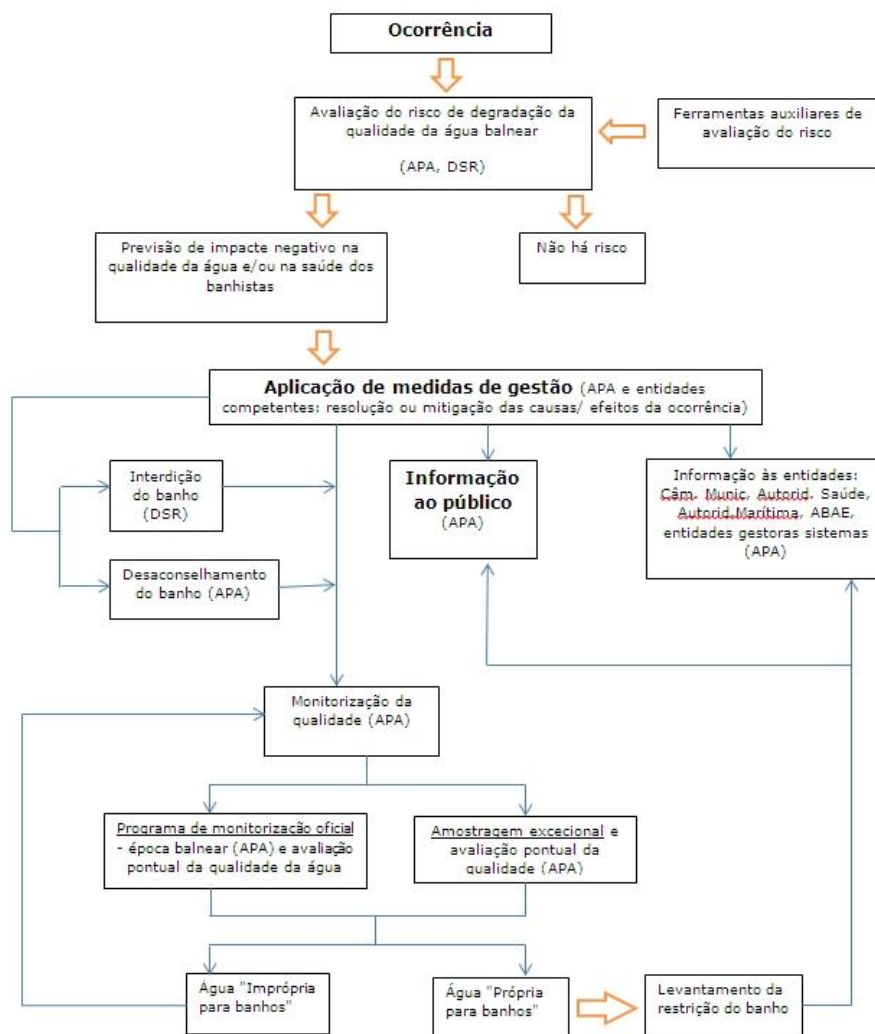 Ocorrência
Avaliação do risco de degradação da
qualidade da água balnear
(APA, DSR)
Ferramentas auxiliares de
avaliação do risco
Previsão de impacte negativo na
qualidade da água e/ou na saúde dos
banhistas
Não há risco
Aplicação de medidas de gestão (APA e entidades
competentes: resolução ou mitigação das causas/ efeitos da ocorrência)
Interdição
do banho
(DSR)
Informação
ao público
(APA)
Informação às entidades:
Câm. Munic, Autorid. Saúde,
Autorid.Marítima, ABAE,
entidades gestoras sistemas
(APA)
Desaconselhamento
do banho (APA)
Monitorização da
qualidade (APA)
Programa de monitorização oficial
- época balnear (APA) e avaliação
pontual da qualidade da água
Amostragem excecional e
avaliação pontual da
qualidade (APA)
Água "Imprópria
para banhos"
Água "Própria
para banhos"
Levantamento da
restrição do banho